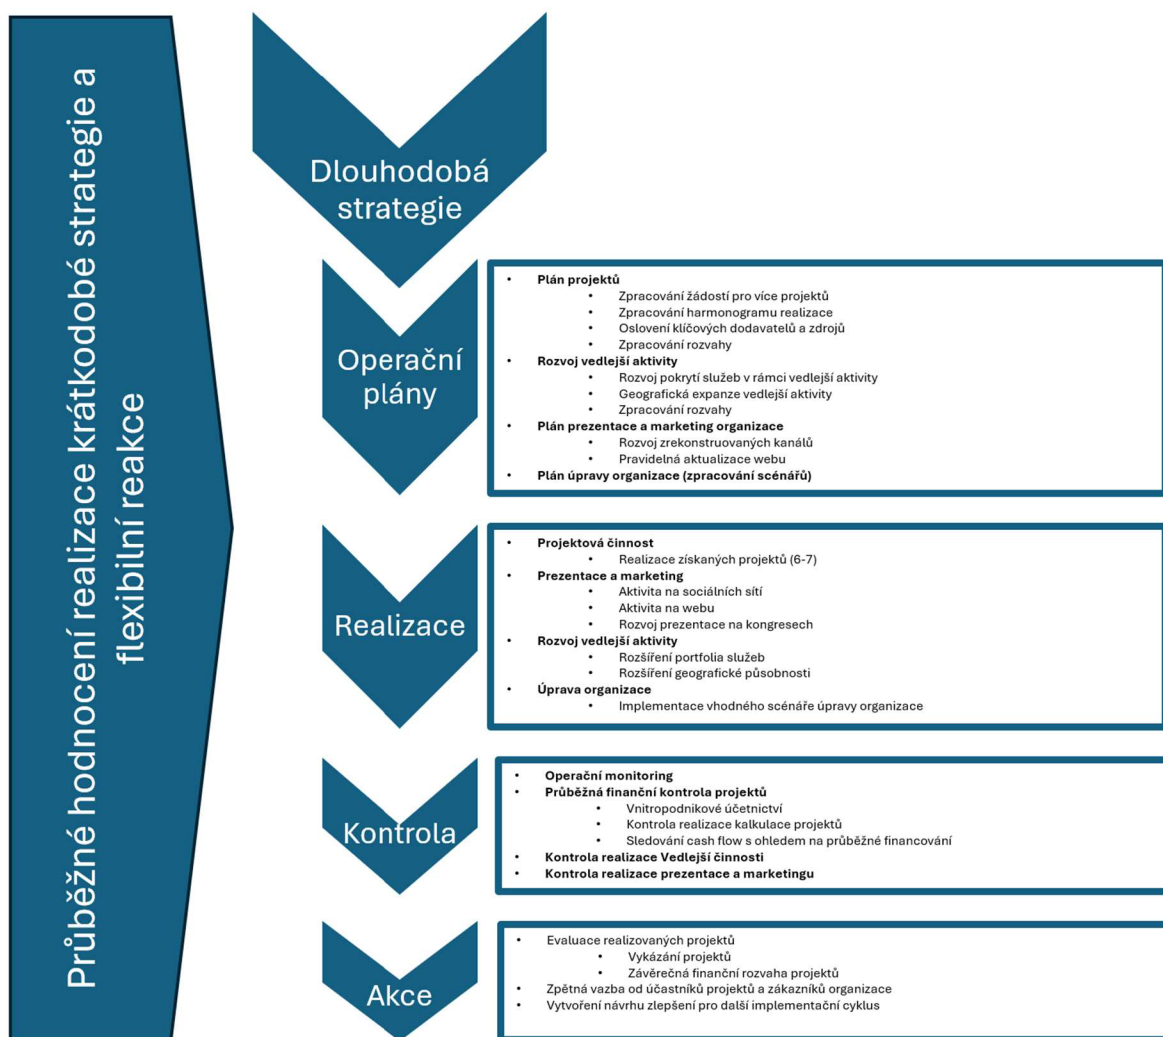 Průběžné hodnocení realizace krátkodobé strategie a
flexibilní reakce
Dlouhodobá
strategie
Operační
plány
• Plán projektů
• Zpracování žádostí pro více projektů
• Zpracování harmonogramu realizace
• Oslovení klíčových dodavatelů a zdrojů
• Zpracování rozvahy
• Rozvoj vedlejší aktivity
• Rozvoj pokrytí služeb v rámci vedlejší aktivity
• Geografická expanze vedlejší aktivity
• Zpracování rozvahy
• Plán prezentace a marketing organizace
• Rozvoj zrekonstruovaných kanálů
• Pravidelná aktualizace webu
• Plán úpravy organizace (zpracování scénářů)
Realizace
• Projektová činnost
• Realizace získaných projektů (6-7)
• Prezentace a marketing
• Aktivita na sociálních sítí
• Aktivita na webu
• Rozvoj prezentace na kongresech
• Rozvoj vedlejší aktivity
• Rozšíření portfolia služeb
• Rozšíření geografické působnosti
• Úprava organizace
• Implementace vhodného scénáře úpravy organizace
Kontrola
• Operační monitoring
• Průběžná finanční kontrola projektů
• Vnitropodnikové účetnictví
• Kontrola realizace kalkulace projektů
• Sledování cash flow s ohledem na průběžné financování
• Kontrola realizace Vedlejší činnosti
• Kontrola realizace prezentace a marketingu
Akce
• Evaluace realizovaných projektů
• Vykázání projektů
• Závěrečná finanční rozvaha projektů
• Zpětná vazba od účastníků projektů a zákazníků organizace
• Vytvoření návrhu zlepšení pro další implementační cyklus